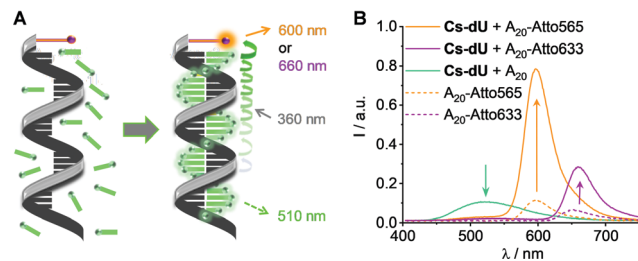 A
600 nm
or
660 nm
360 nm
510 nm
B
I / a.u.
1.0
0.8
0.6
0.4
0.2
0.0
400 500 600 700
λ / nm
Cs-dU + A₂₀-Atto565
Cs-dU + A₂₀-Atto633
Cs-dU + A₂₀
A₂₀-Atto565
A₂₀-Atto633